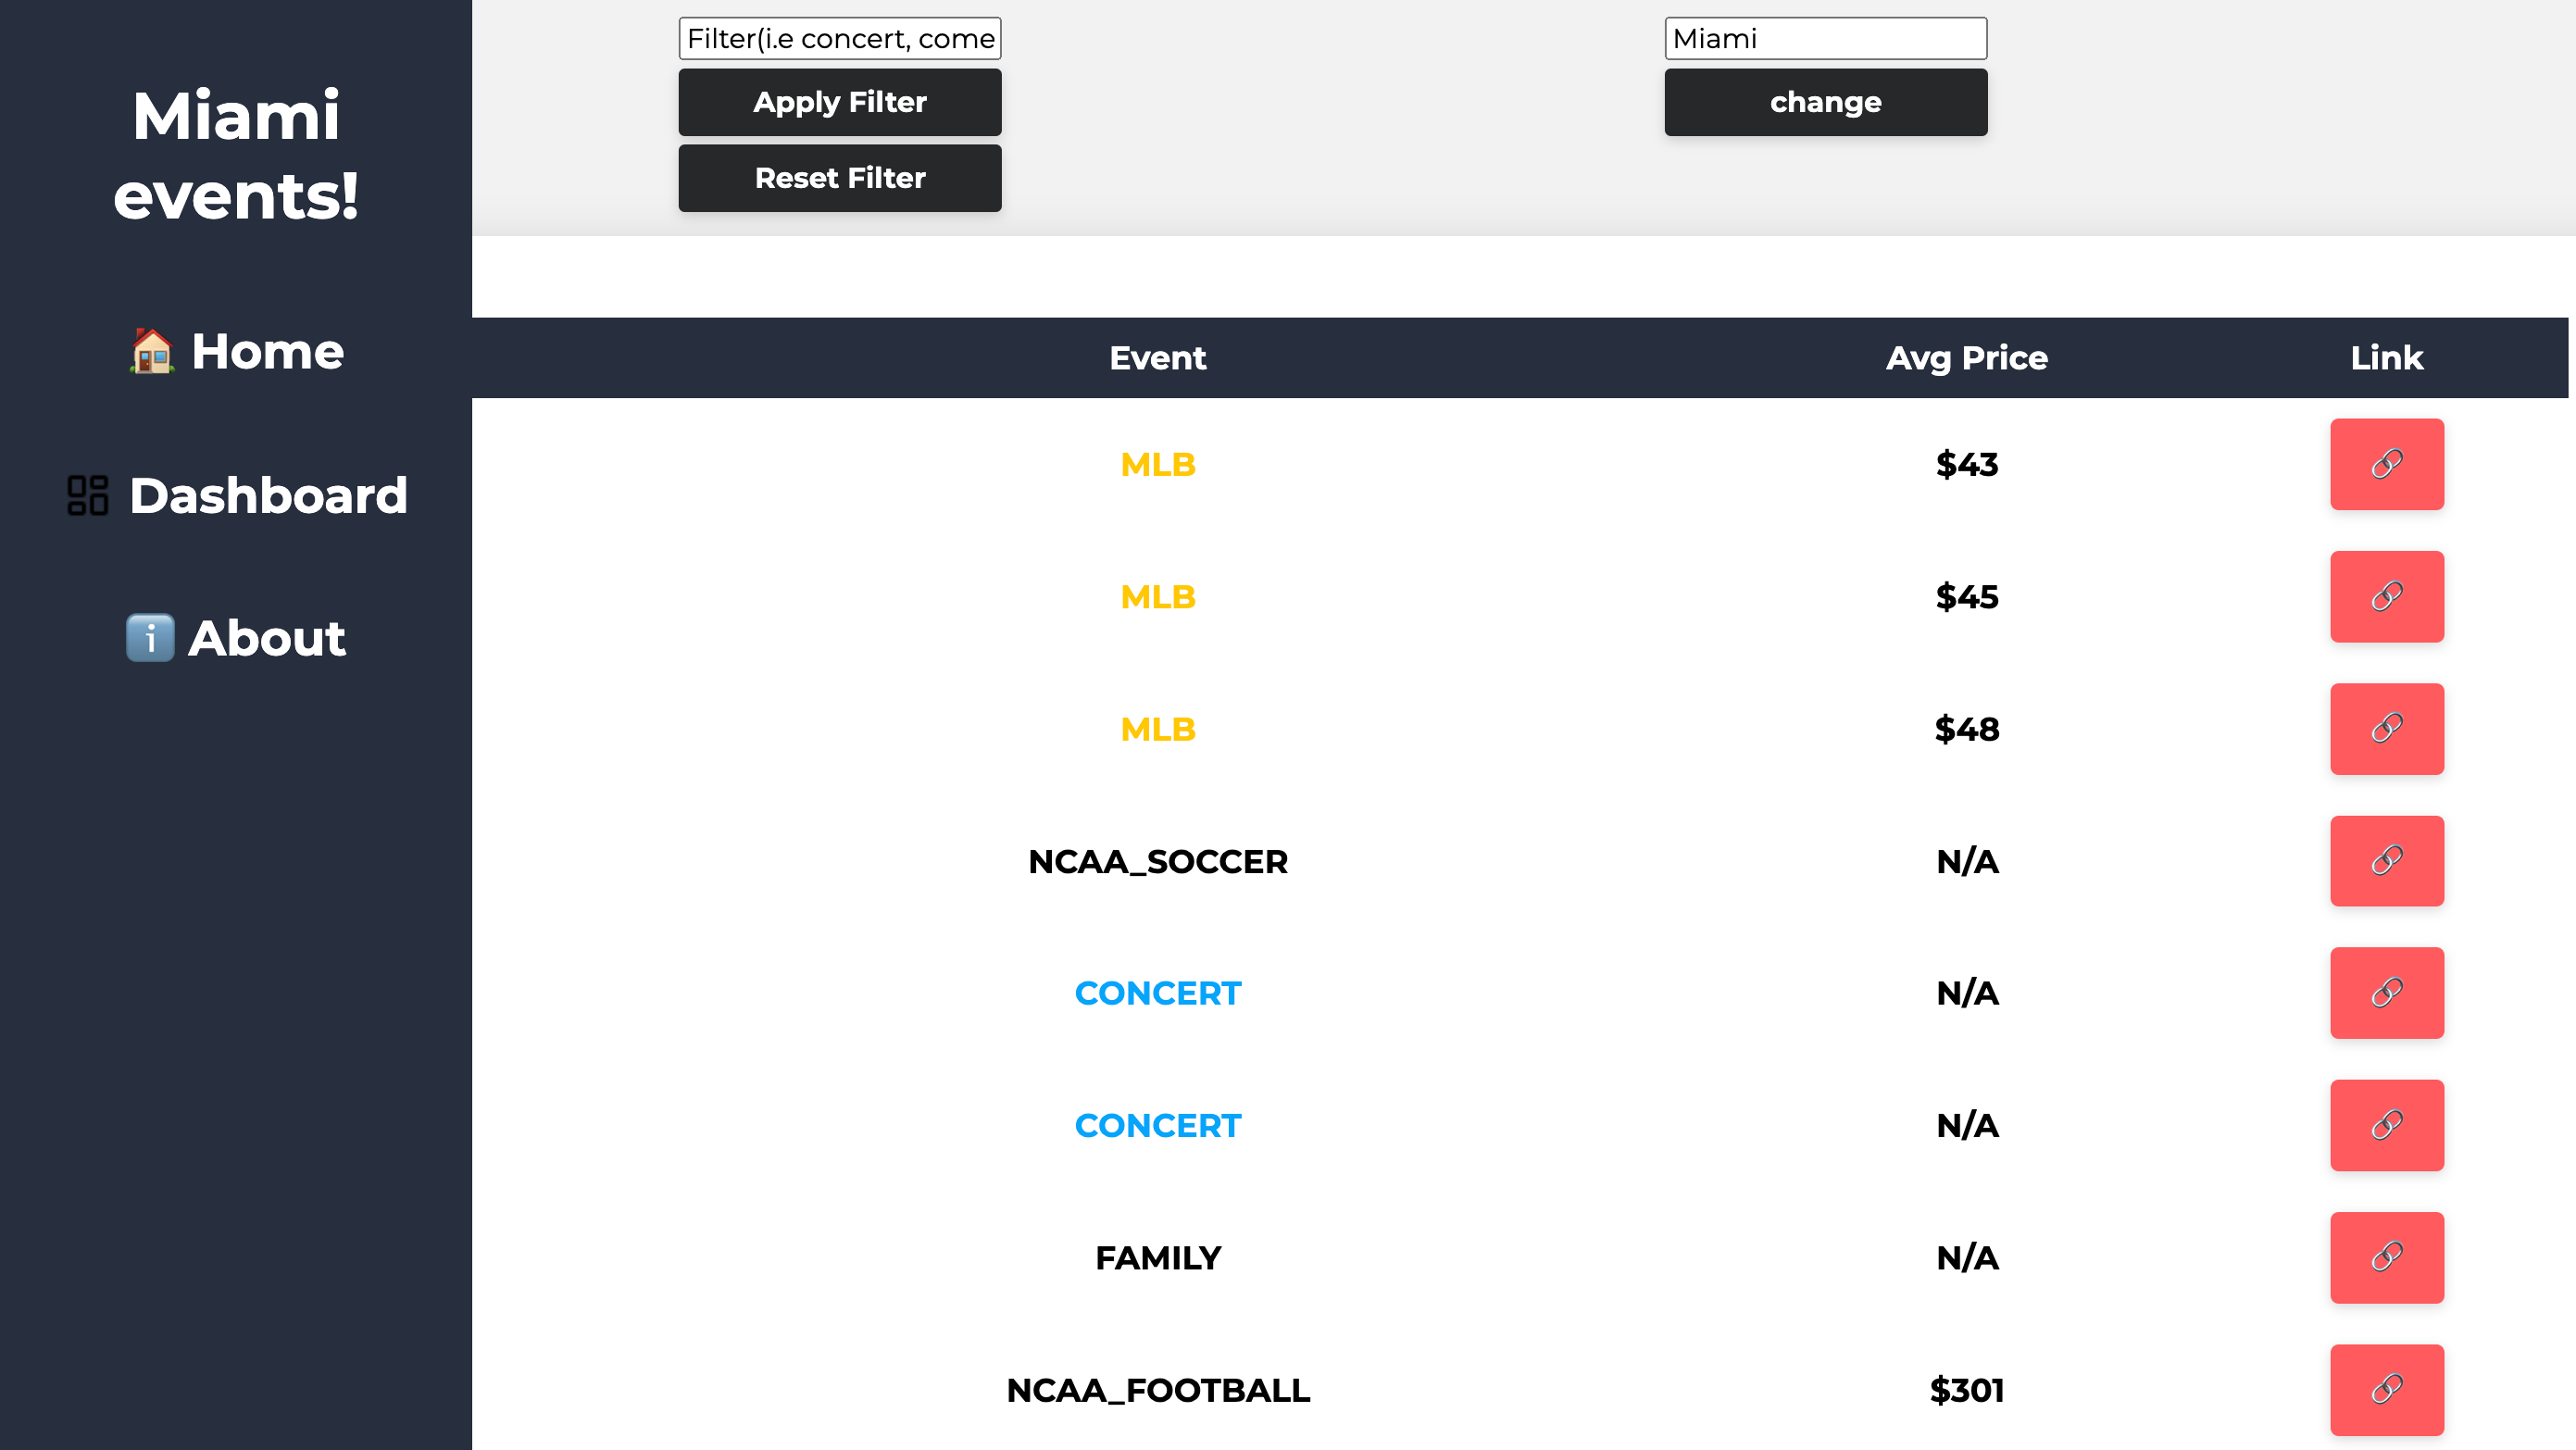 Miami
events!
🏠 Home
Dashboard
ℹ️ About
Filter(i.e concert, come
Apply Filter
Reset Filter
Miami
change
Event Avg Price Link
MLB $43
MLB $45
MLB $48
NCAA_SOCCER N/A
CONCERT N/A
CONCERT N/A
FAMILY N/A
NCAA_FOOTBALL $301